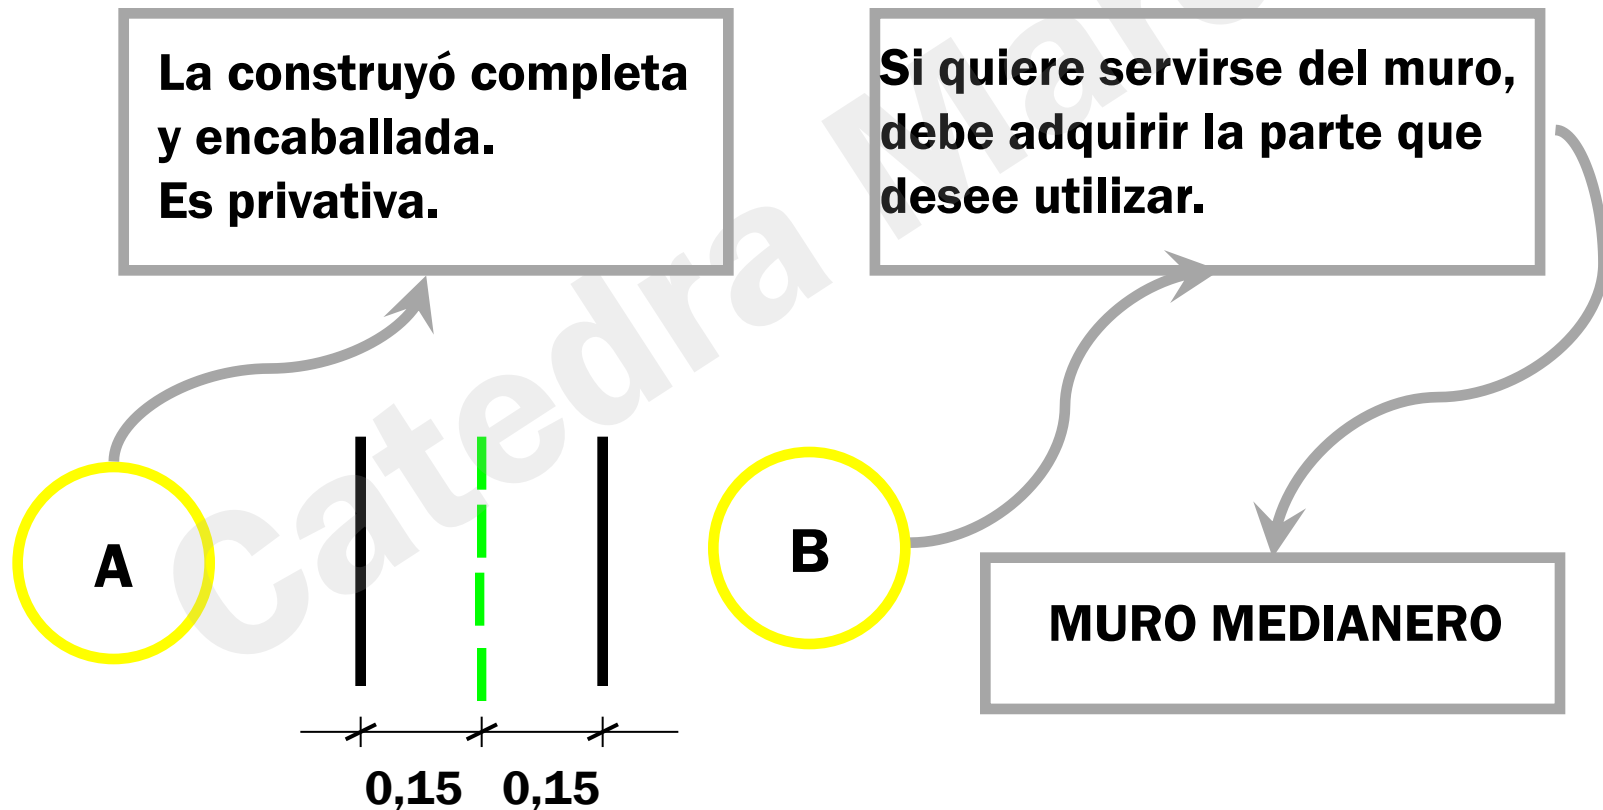 La construyó completa
y encaballada.
Es privativa.
Si quiere servirse del muro,
debe adquirir la parte que
desee utilizar.
A
B
MURO MEDIANERO
0,15 0,15
Catedra